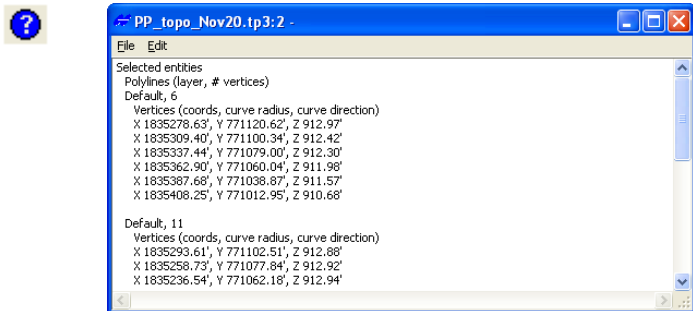 ?
PP_topo_Nov20.tp3:2 -
File Edit
Selected entities
Polylines (layer, # vertices)
Default, 6
Vertices (coords, curve radius, curve direction)
X 1835278.63', Y 771120.62', Z 912.97'
X 1835309.40', Y 771100.34', Z 912.42'
X 1835337.44', Y 771079.00', Z 912.30'
X 1835362.90', Y 771060.04', Z 911.98'
X 1835387.68', Y 771038.87', Z 911.57'
X 1835408.25', Y 771012.95', Z 910.68'
Default, 11
Vertices (coords, curve radius, curve direction)
X 1835293.61', Y 771102.51', Z 912.88'
X 1835258.73', Y 771077.84', Z 912.92'
X 1835236.54', Y 771062.18', Z 912.94'